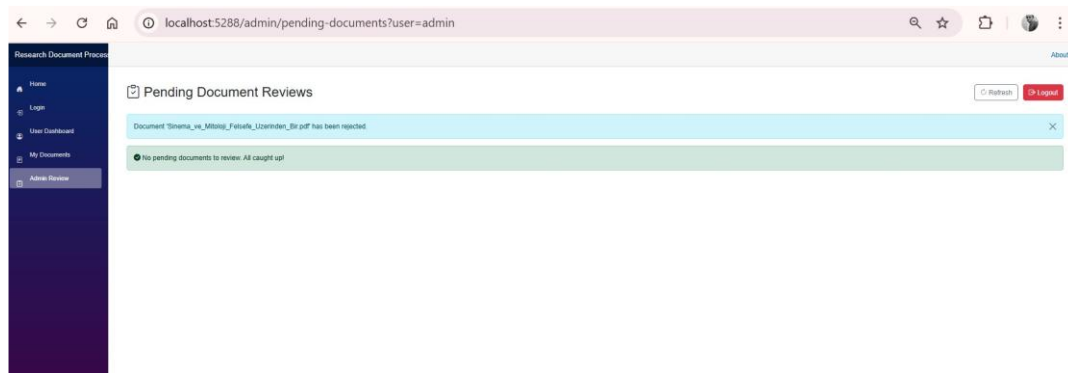 localhost:5288/admin/pending-documents?user=admin
Research Document Process
About
Home
Login
User Dashboard
My Documents
Admin Review
Pending Document Reviews
Refresh
Logout
Document 'Sinema_ve_Mitoloji_Felsefe_Uzerinden_Bir.pdf' has been rejected.
No pending documents to review. All caught up!